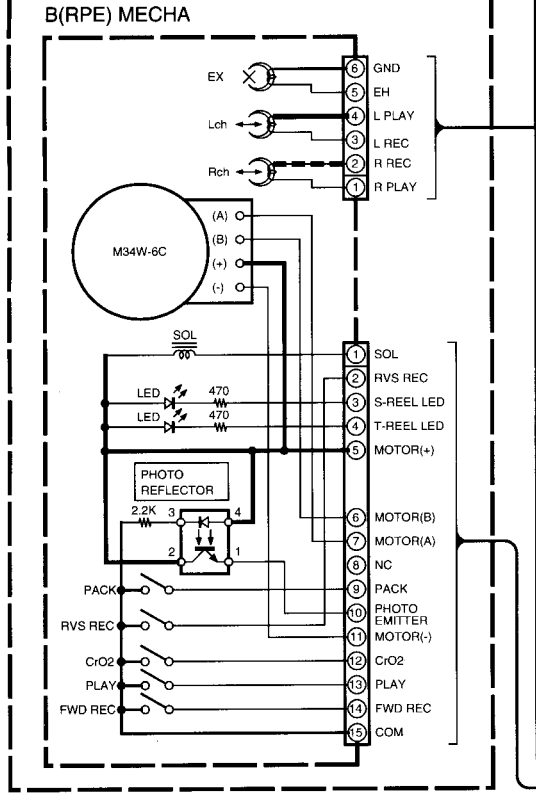 B(RPE) MECHA
EX
6 GND
5 EH
Lch
4 L PLAY
3 L REC
Rch
2 R REC
1 R PLAY
M34W-6C
(A)
(B)
(+)
(-)
SOL
1 SOL
2 RVS REC
LED 470
3 S-REEL LED
LED 470
4 T-REEL LED
5 MOTOR(+)
PHOTO
REFLECTOR
2.2K 3 4
2 1
6 MOTOR(B)
7 MOTOR(A)
8 NC
PACK
9 PACK
10 PHOTO
EMITTER
RVS REC
11 MOTOR(-)
CrO2
12 CrO2
PLAY
13 PLAY
FWD REC
14 FWD REC
15 COM